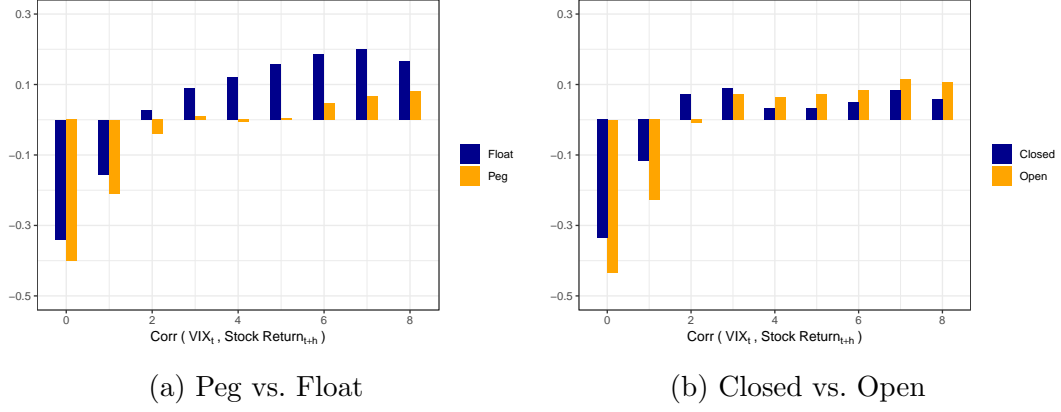 0.3
0.1
−0.1
−0.3
−0.5
0 2 4 6 8
Corr ( VIXt , Stock Returnt+h )
Float
Peg
(a) Peg vs. Float
0.3
0.1
−0.1
−0.3
−0.5
0 2 4 6 8
Corr ( VIXt , Stock Returnt+h )
Closed
Open
(b) Closed vs. Open